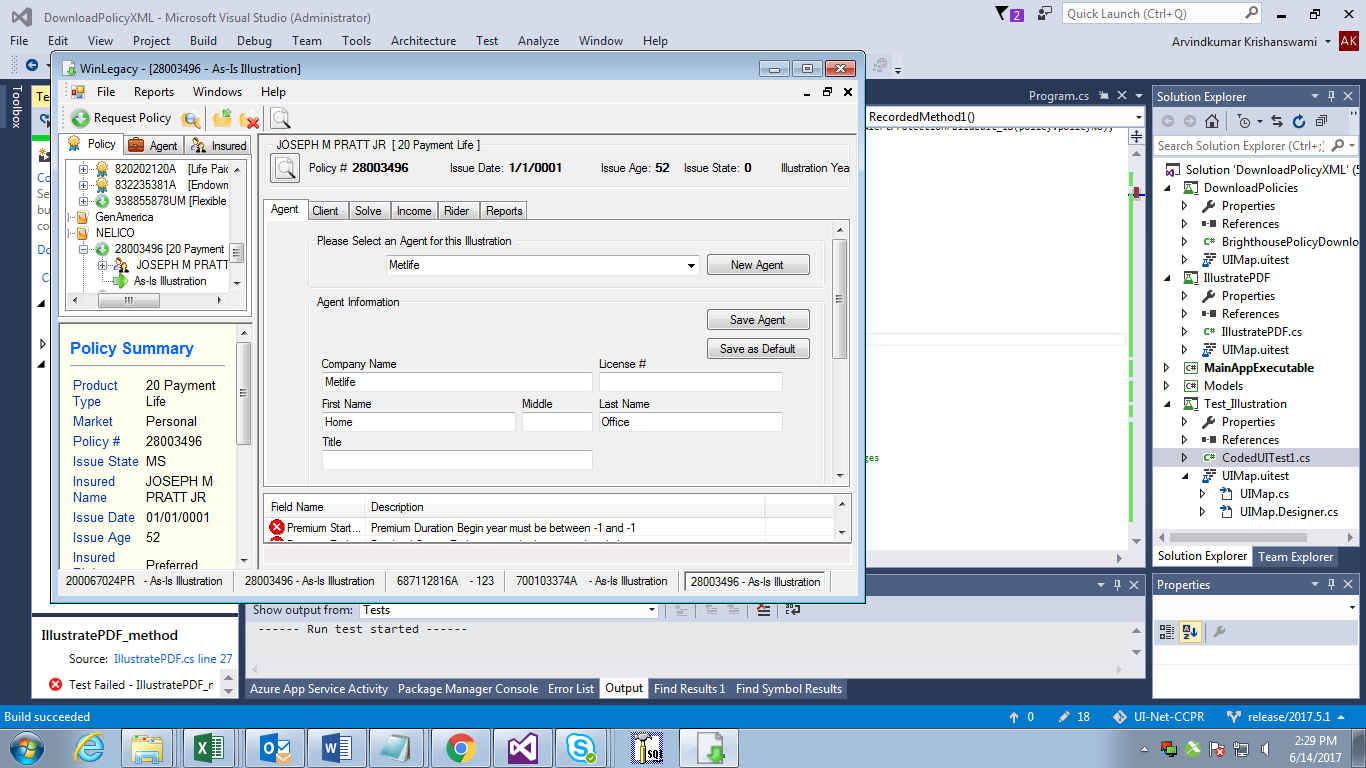 DownloadPolicyXML - Microsoft Visual Studio (Administrator)
2
Quick Launch (Ctrl+Q)
File Edit View Project Build Debug Team Tools Architecture Test Analyze Window Help
Arvindkumar Krishanswami AK
WinLegacy - [28003496 - As-Is Illustration]
File Reports Windows Help
Request Policy
Policy Agent Insured
820202120A [Life Paid
832235381A [Endown
938855878UM [Flexible
GenAmerica
NELICO
28003496 [20 Payment
JOSEPH M PRATT
As-Is Illustration
Policy Summary
Product Type 20 Payment Life
Market Personal
Policy # 28003496
Issue State MS
Insured Name JOSEPH M PRATT JR
Issue Date 01/01/0001
Issue Age 52
Insured Preferred
JOSEPH M PRATT JR [ 20 Payment Life ]
Policy # 28003496 Issue Date: 1/1/0001 Issue Age: 52 Issue State: 0 Illustration Yea
Agent Client Solve Income Rider Reports
Please Select an Agent for this Illustration
Metlife New Agent
Agent Information
Save Agent
Save as Default
Company Name License #
Metlife
First Name Middle Last Name
Home Office
Title
Field Name Description
Premium Start... Premium Duration Begin year must be between -1 and -1
200067024PR - As-Is Illustration 28003496 - As-Is Illustration 687112816A - 123 700103374A - As-Is Illustration 28003496 - As-Is Illustration
Toolbox
Te
Co
Se
bu
co
Do
C
Program.cs
RecordedMethod1()
ges
Solution Explorer
Search Solution Explorer (Ctrl+;)
Solution 'DownloadPolicyXML' (5
DownloadPolicies
Properties
References
BrighthousePolicyDownlo
UIMap.uitest
IllustratePDF
Properties
References
IllustratePDF.cs
UIMap.uitest
MainAppExecutable
Models
Test_Illustration
Properties
References
CodedUITest1.cs
UIMap.uitest
UIMap.cs
UIMap.Designer.cs
Solution Explorer Team Explorer
Properties
Show output from: Tests
------ Run test started ------
IllustratePDF_method
Source: IllustratePDF.cs line 27
Test Failed - IllustratePDF_m
Azure App Service Activity Package Manager Console Error List Output Find Results 1 Find Symbol Results
Build succeeded
0 18 UI-Net-CCPR release/2017.5.1
2:29 PM
6/14/2017